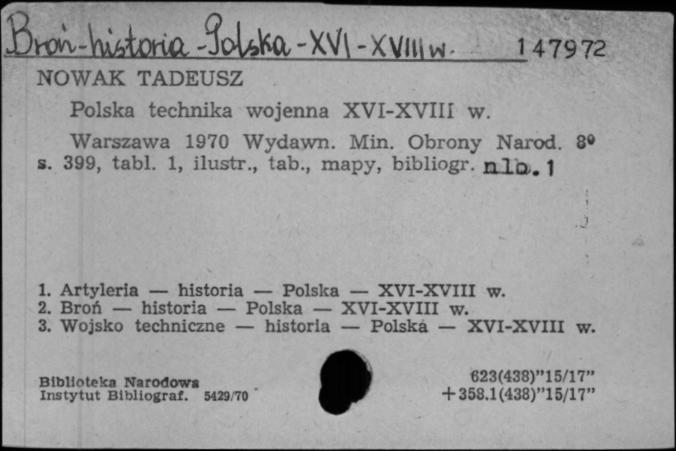 Broń-historia-Polska-XVI-XVIII w. 147972
NOWAK TADEUSZ
Polska technika wojenna XVI-XVIII w.
Warszawa 1970 Wydawn. Min. Obrony Narod. 8⁰
s. 399, tabl. 1, ilustr., tab., mapy, bibliogr. nlb. 1
1. Artyleria — historia — Polska — XVI-XVIII w.
2. Broń — historia — Polska — XVI-XVIII w.
3. Wojsko techniczne — historia — Polska — XVI-XVIII w.
Biblioteka Narodowa 623(438)”15/17”
Instytut Bibliograf. 5429/70 +358.1(438)”15/17”